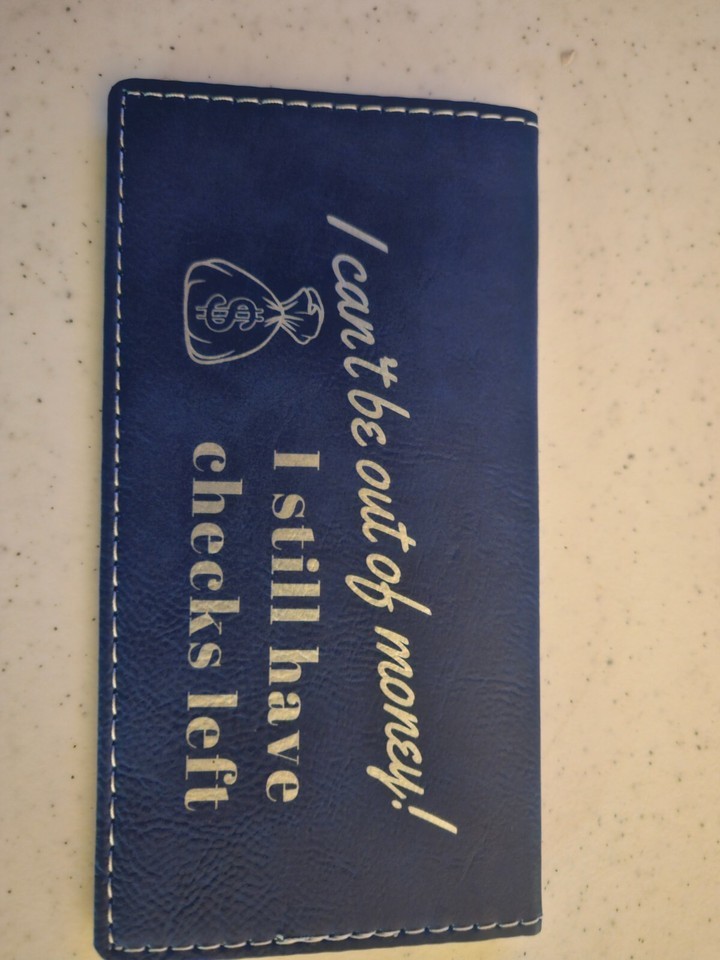 I can't be out of money!
I still have
checks left
$